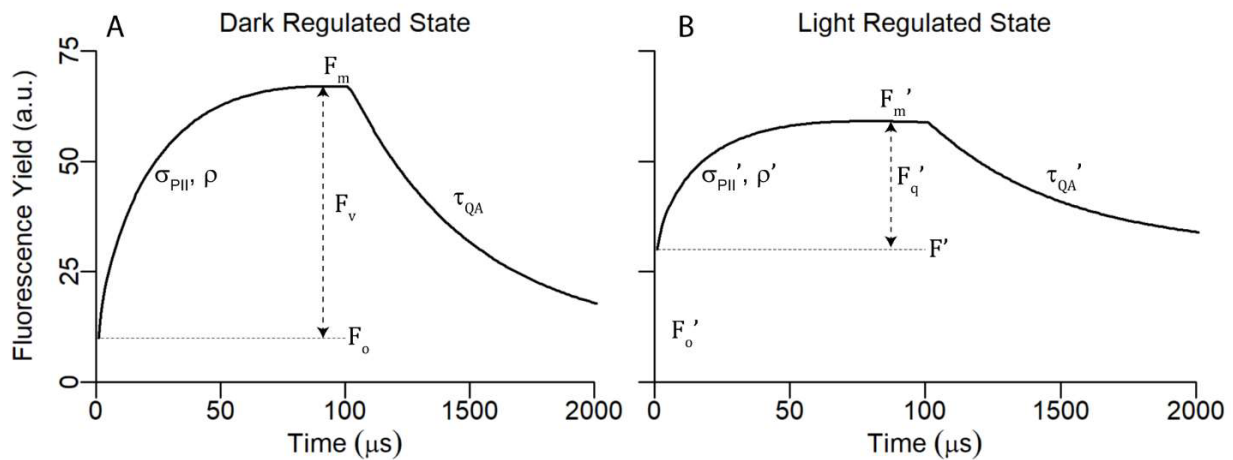 A Dark Regulated State
B Light Regulated State
Fluorescence Yield (a.u.)
75
50
25
0
Fm
σPII, ρ
Fv
τQA
Fo
0 50 100 1500 2000
Time (μs)
Fm’
σPII’, ρ’
Fq’
τQA’
F’
Fo’
0 50 100 1500 2000
Time (μs)